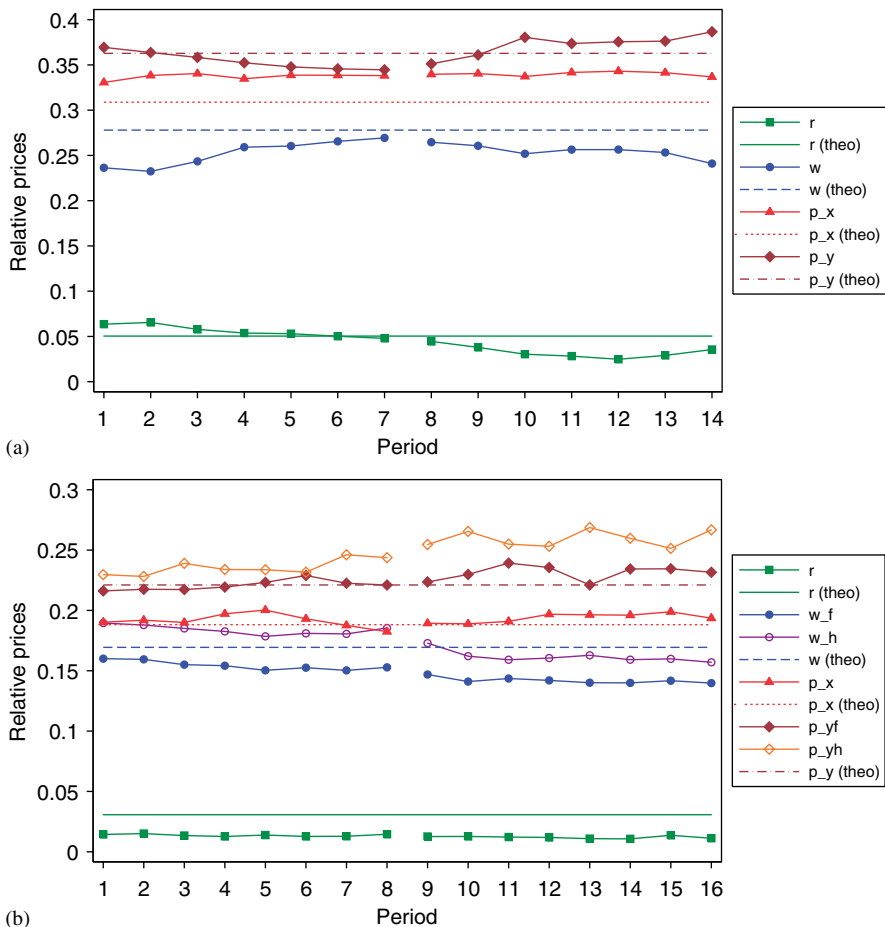 0.4
0.35
0.3
0.25
0.2
0.15
0.1
0.05
0
Relative prices
1 2 3 4 5 6 7 8 9 10 11 12 13 14
Period
(a)
r
r (theo)
w
w (theo)
p_x
p_x (theo)
p_y
p_y (theo)
0.3
0.25
0.2
0.15
0.1
0.05
0
Relative prices
1 2 3 4 5 6 7 8 9 10 11 12 13 14 15 16
Period
(b)
r
r (theo)
w_f
w_h
w (theo)
p_x
p_x (theo)
p_yf
p_yh
p_y (theo)